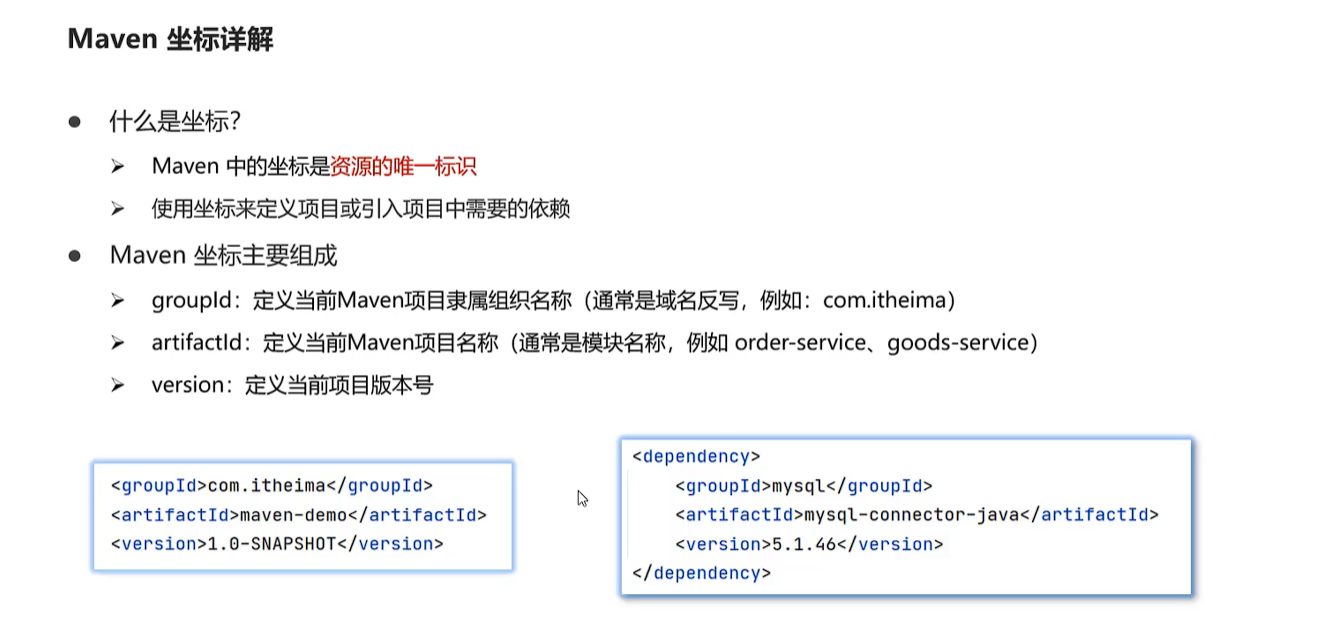 Maven 坐标详解
什么是坐标？
Maven 中的坐标是资源的唯一标识
使用坐标来定义项目或引入项目中需要的依赖
Maven 坐标主要组成
groupId：定义当前Maven项目隶属组织名称（通常是域名反写，例如：com.itheima）
artifactId：定义当前Maven项目名称（通常是模块名称，例如 order-service、goods-service）
version：定义当前项目版本号
<groupId>com.itheima</groupId>
<artifactId>maven-demo</artifactId>
<version>1.0-SNAPSHOT</version>
<dependency>
<groupId>mysql</groupId>
<artifactId>mysql-connector-java</artifactId>
<version>5.1.46</version>
</dependency>